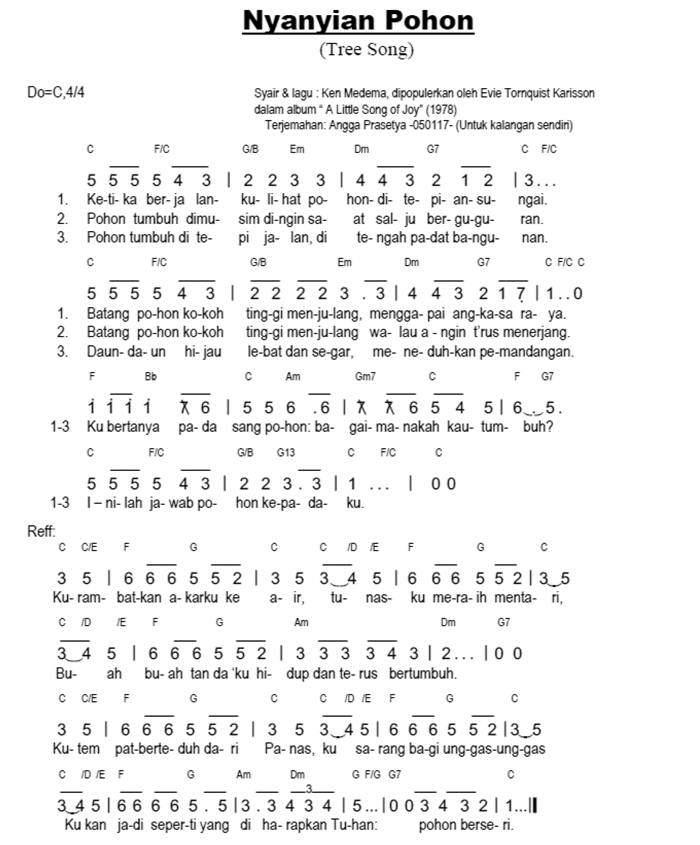 Nyanyian Pohon
(Tree Song)
Do=C,4/4
Syair & lagu : Ken Medema, dipopulerkan oleh Evie Tornquist Karisson
dalam album “ A Little Song of Joy” (1978)
Terjemahan: Angga Prasetya -050117- (Untuk kalangan sendiri)
C F/C G/B Em Dm G7 C F/C
5 5 5 5 4 3 | 2 2 3 3 | 4 4 3 2 1 2 | 3 . . .
1. Ke-ti- ka ber- ja lan- ku- li- hat po- hon- di- te- pi- an- su- ngai.
2. Pohon tumbuh dimu- sim di-ngin sa- at sal- ju ber- gu-gu- ran.
3. Pohon tumbuh di te- pi ja- lan, di te- ngah pa-dat ba-ngu- nan.
C F/C G/B Em Dm G7 C F/C C
5 5 5 5 4 3 | 2 2 2 2 3 . 3 | 4 4 3 2 1 7 | 1 . . 0
1. Batang po-hon ko-koh ting-gi men-ju-lang, mengga- pai ang-ka-sa ra- ya.
2. Batang po-hon ko-koh ting-gi men-ju-lang wa- lau a - ngin t’rus menerjang.
3. Daun- da- un hi- jau le-bat dan se-gar, me- ne- duh-kan pe-mandangan.
F Bb C Am Gm7 C F G7
1 1 1 1 7 6 | 5 5 6 . 6 | 7 7 6 5 4 5 | 6 . . 5 .
1-3 Ku bertanya pa- da sang po-hon: ba- gai- ma- nakah kau- tum- buh?
C F/C G/B G13 C F/C C
5 5 5 5 4 3 | 2 2 3 . 3 | 1 . . . | 0 0
1-3 I – ni- lah ja- wab po- hon ke-pa- da- ku.
Reff:
C C/E F G C C /D /E F G C
3 5 | 6 6 6 5 5 2 | 3 5 3 4 5 | 6 6 6 5 5 2 | 3 5
Ku- ram- bat-kan a- karku ke a- ir, tu- nas- ku me-ra- ih menta- ri,
C /D /E F G Am Dm G7
3 4 5 | 6 6 6 5 5 2 | 3 3 3 3 4 3 | 2 . . . | 0 0
Bu- ah bu- ah tan da ‘ku hi- dup dan te- rus bertumbuh.
C C/E F G C C /D /E F G C
3 5 | 6 6 6 5 5 2 | 3 5 3 4 5 | 6 6 6 5 5 2 | 3 5
Ku- tem pat-berte- duh da- ri Pa- nas, ku sa- rang ba-gi ung-gas-ung-gas
C /D /E F G Am Dm G F/G G7 C
3 4 5 | 6 6 6 6 5 . 5 | 3 . 3 4 3 4 | 5 ... | 0 0 3 4 3 2 | 1...||
3
Ku kan ja-di seper-ti yang di ha- rapkan Tu-han: pohon berse- ri.